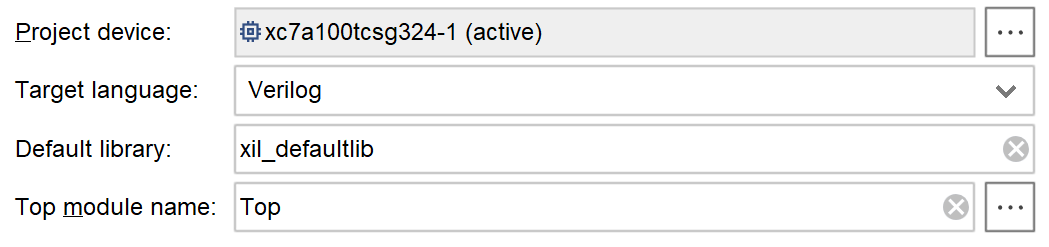 Project device: xc7a100tcsg324-1 (active) ...
Target language: Verilog
Default library: xil_defaultlib
Top module name: Top ...